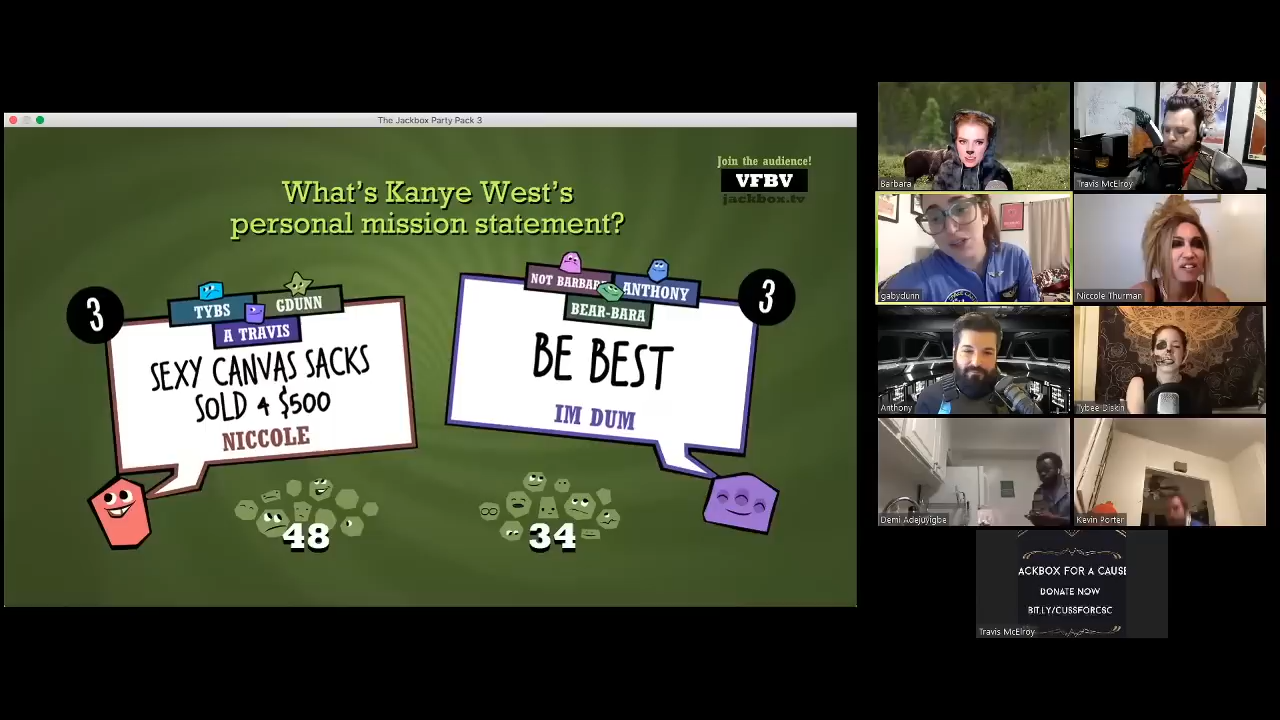 The Jackbox Party Pack 3
What's Kanye West's
personal mission statement?
Join the audience!
VFBV
jackbox.tv
3
TYBS
GDUNN
A TRAVIS
SEXY CANVAS SACKS
SOLD 4 $500
NICCOLE
48
NOT BARBAR
ANTHONY
BEAR-BARA
3
BE BEST
IM DUM
34
Barbara
Travis McElroy
gabydunn
Niccole Thurman
Anthony
Tybee Diskin
Demi Adejuyigbe
Kevin Porter
ACKBOX FOR A CAUSE
DONATE NOW
BIT.LY/CUSSFORCSC
Travis McElroy